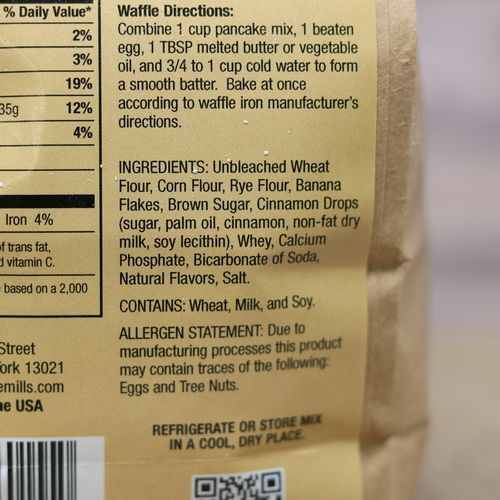 % Daily Value*
2%
3%
19%
35g 12%
4%
Iron 4%
of trans fat,
vitamin C.
based on a 2,000
Street
13021
emills.com
USA
Waffle Directions:
Combine 1 cup pancake mix, 1 beaten
egg, 1 TBSP melted butter or vegetable
oil, and 3/4 to 1 cup cold water to form
a smooth batter. Bake at once
according to waffle iron manufacturer's
directions.
INGREDIENTS: Unbleached Wheat
Flour, Corn Flour, Rye Flour, Banana
Flakes, Brown Sugar, Cinnamon Drops
(sugar, palm oil, cinnamon, non-fat dry
milk, soy lecithin), Whey, Calcium
Phosphate, Bicarbonate of Soda,
Natural Flavors, Salt.
CONTAINS: Wheat, Milk, and Soy.
ALLERGEN STATEMENT: Due to
manufacturing processes this product
may contain traces of the following:
Eggs and Tree Nuts.
REFRIGERATE OR STORE MIX
IN A COOL, DRY PLACE.